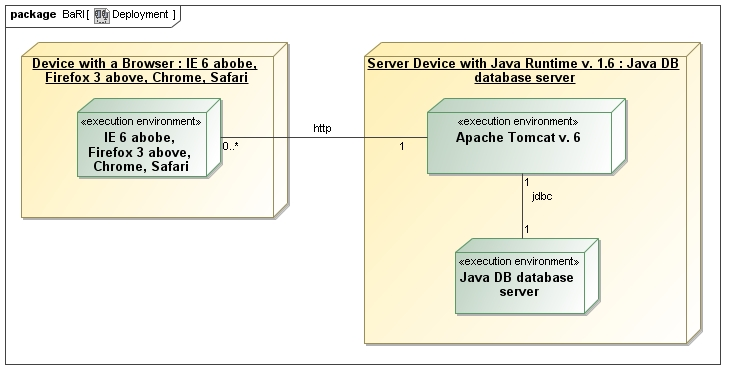 package BaRI [ Deployment ]
Device with a Browser : IE 6 abobe,
Firefox 3 above, Chrome, Safari
«execution environment»
IE 6 abobe,
Firefox 3 above,
Chrome, Safari
0..*
http
1
Server Device with Java Runtime v. 1.6 : Java DB
database server
«execution environment»
Apache Tomcat v. 6
1
jdbc
1
«execution environment»
Java DB database
server